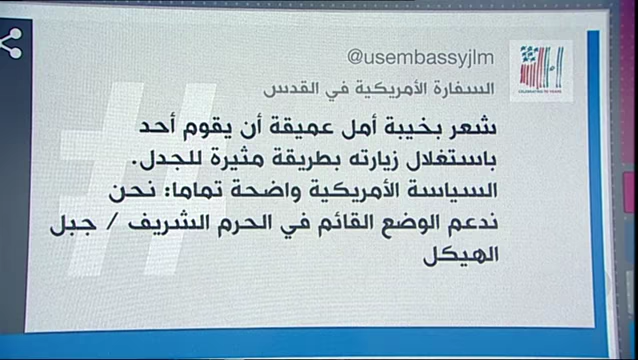 @usembassyjlm
السفارة الأمريكية في القدس
شعر بخيبة أمل عميقة أن يقوم أحد
باستغلال زيارته بطريقة مثيرة للجدل.
السياسة الأمريكية واضحة تماما: نحن
ندعم الوضع القائم في الحرم الشريف / جبل
الهيكل